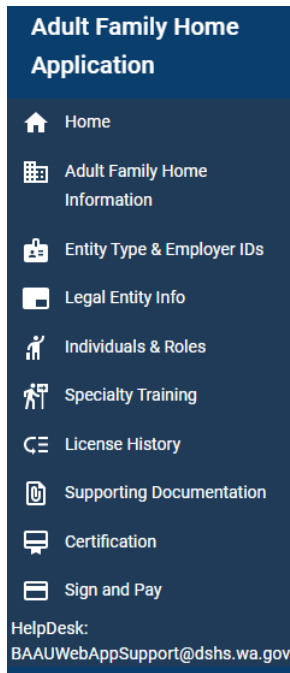 Adult Family Home
Application
Home
Adult Family Home
Information
Entity Type & Employer IDs
Legal Entity Info
Individuals & Roles
Specialty Training
License History
Supporting Documentation
Certification
Sign and Pay
HelpDesk:
BAAUWebAppSupport@dshs.wa.gov